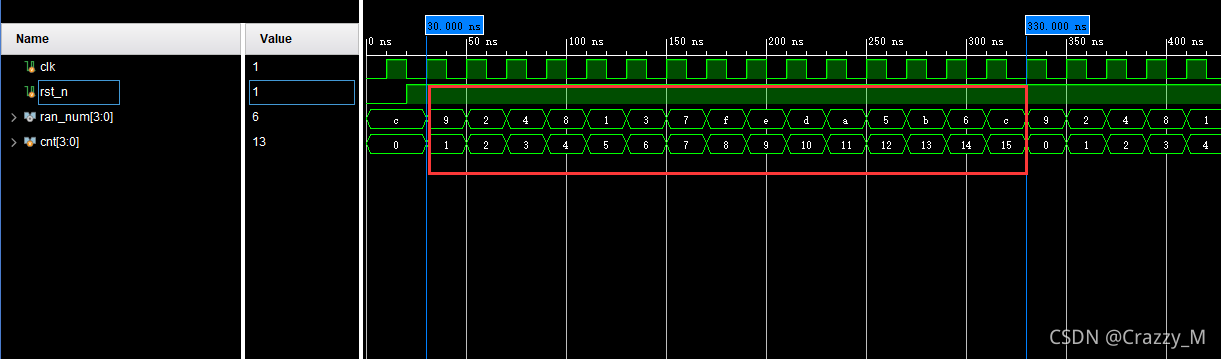 30.000 ns 330.000 ns
Name Value 0 ns 50 ns 100 ns 150 ns 200 ns 250 ns 300 ns 350 ns 400 ns
clk 1
rst_n 1
ran_num[3:0] 6 c 9 2 4 8 1 3 7 f e d a 5 b 6 c 9 2 4 8 1
cnt[3:0] 13 0 1 2 3 4 5 6 7 8 9 10 11 12 13 14 15 0 1 2 3 4
CSDN @Crazzy_M